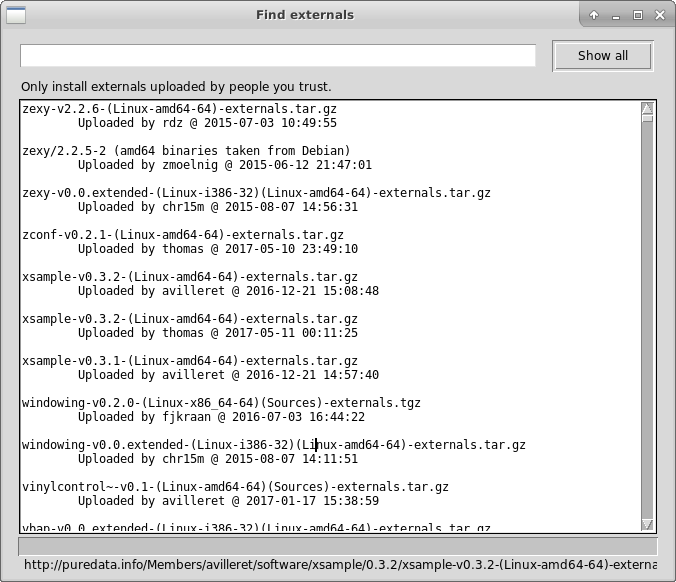 Find externals
Show all
Only install externals uploaded by people you trust.
zexy-v2.2.6-(Linux-amd64-64)-externals.tar.gz
Uploaded by rdz @ 2015-07-03 10:49:55
zexy/2.2.5-2 (amd64 binaries taken from Debian)
Uploaded by zmoelnig @ 2015-06-12 21:47:01
zexy-v0.0.extended-(Linux-i386-32)(Linux-amd64-64)-externals.tar.gz
Uploaded by chr15m @ 2015-08-07 14:56:31
zconf-v0.2.1-(Linux-amd64-64)-externals.tar.gz
Uploaded by thomas @ 2017-05-10 23:49:10
xsample-v0.3.2-(Linux-amd64-64)-externals.tar.gz
Uploaded by avilleret @ 2016-12-21 15:08:48
xsample-v0.3.2-(Linux-amd64-64)-externals.tar.gz
Uploaded by thomas @ 2017-05-11 00:11:25
xsample-v0.3.1-(Linux-amd64-64)-externals.tar.gz
Uploaded by avilleret @ 2016-12-21 14:57:40
windowing-v0.2.0-(Linux-x86_64-64)(Sources)-externals.tgz
Uploaded by fjkraan @ 2016-07-03 16:44:22
windowing-v0.0.extended-(Linux-i386-32)(Linux-amd64-64)-externals.tar.gz
Uploaded by chr15m @ 2015-08-07 14:11:51
vinylcontrol~-v0.1-(Linux-amd64-64)(Sources)-externals.tar.gz
Uploaded by avilleret @ 2017-01-17 15:38:59
vbap-v0.0.extended-(Linux-i386-32)(Linux-amd64-64)-externals.tar.gz
http://puredata.info/Members/avilleret/software/xsample/0.3.2/xsample-v0.3.2-(Linux-amd64-64)-externa